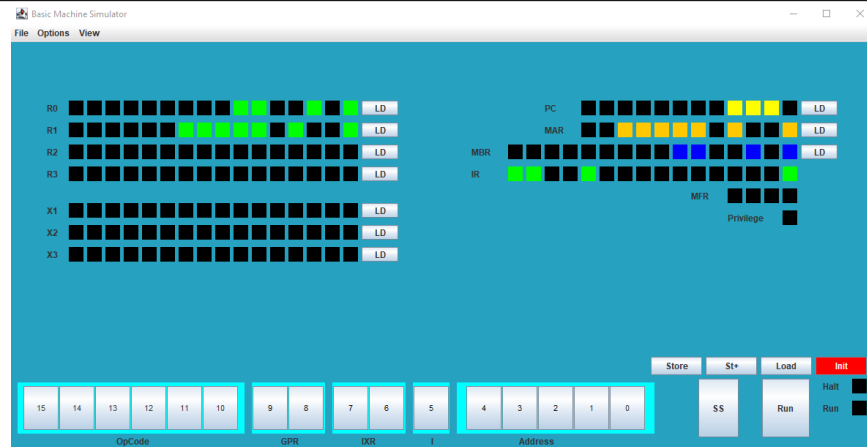 Basic Machine Simulator
File Options View
R0 LD PC LD
R1 LD MAR LD
R2 LD MBR LD
R3 LD IR
MFR
X1 LD Privilege
X2 LD
X3 LD
Store St+ Load Init
Halt
15 14 13 12 11 10 9 8 7 6 5 4 3 2 1 0 SS Run Run
OpCode GPR IXR I Address